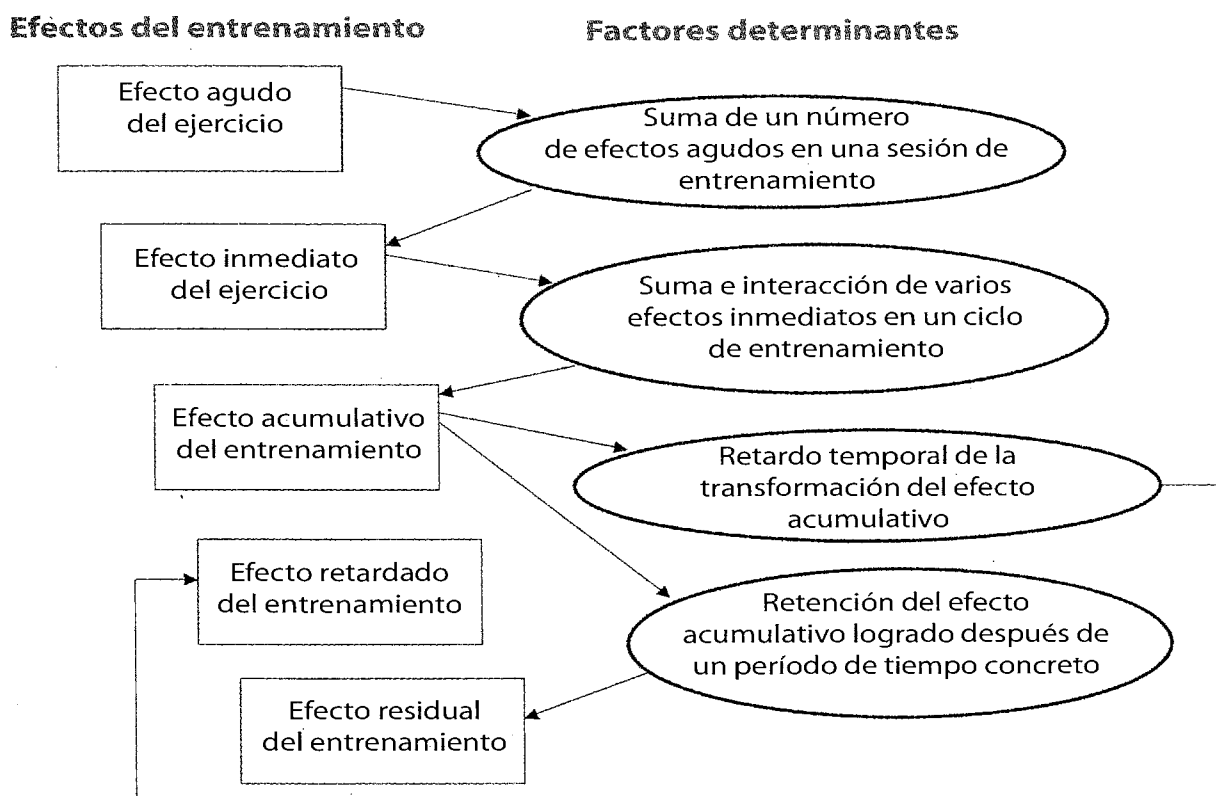 Efectos del entrenamiento
Factores determinantes
Efecto agudo
del ejercicio
Suma de un número
de efectos agudos en una sesión de
entrenamiento
Efecto inmediato
del ejercicio
Suma e interacción de varios
efectos inmediatos en un ciclo
de entrenamiento
Efecto acumulativo
del entrenamiento
Retardo temporal de la
transformación del efecto
acumulativo
Efecto retardado
del entrenamiento
Retención del efecto
acumulativo logrado después de
un período de tiempo concreto
Efecto residual
del entrenamiento